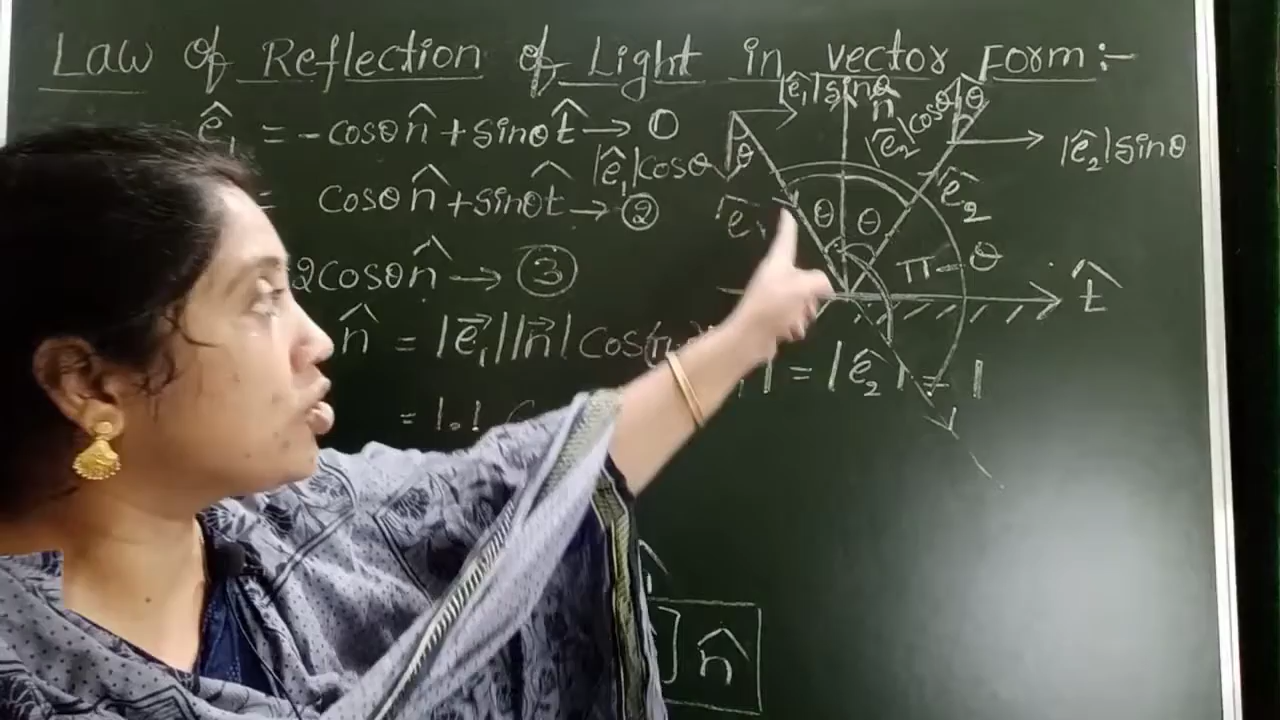 Law of Reflection of Light in vector Form :-
ê₁ = -cosθ n̂ + sinθ t̂ → ①
= cosθ n̂ + sinθ t̂ → ②
2cosθ n̂ → ③
n̂ = |e⃗₁||n⃗| cos(π
= 1.1
| = |ê₂| = 1
] n̂
|ê₁|sinθ
n̂
|ê₂|cosθ
θ
|ê₂|sinθ
θ
|ê₁|cosθ
ê₁
θ θ
ê₂
π-θ
t̂